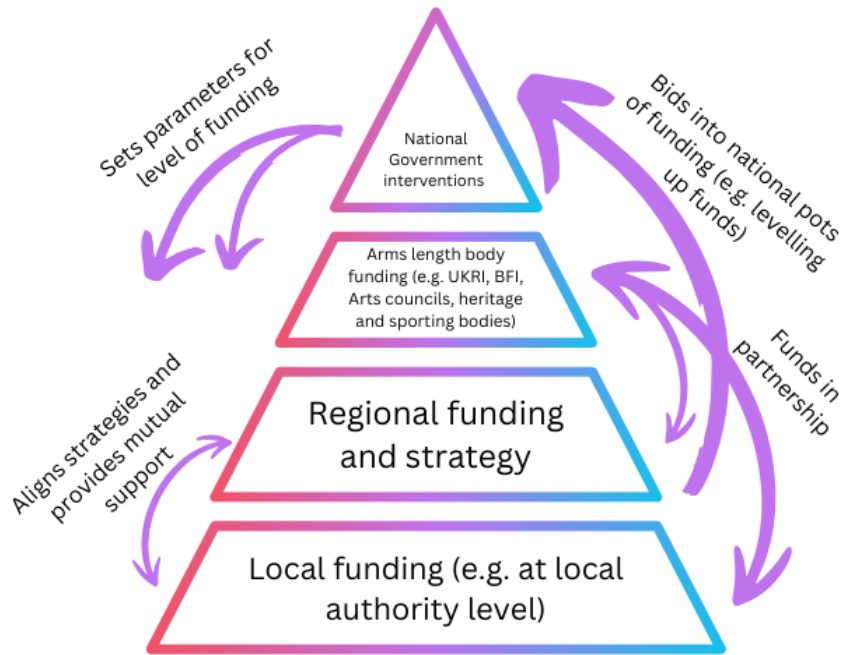 Sets parameters for
level of funding
Bids into national pots
of funding (e.g. levelling
up funds)
National
Government
interventions
Arms length body
funding (e.g. UKRI, BFI,
Arts councils, heritage
and sporting bodies)
Funds in
partnership
Aligns strategies and
provides mutual
support
Regional funding
and strategy
Local funding (e.g. at local
authority level)